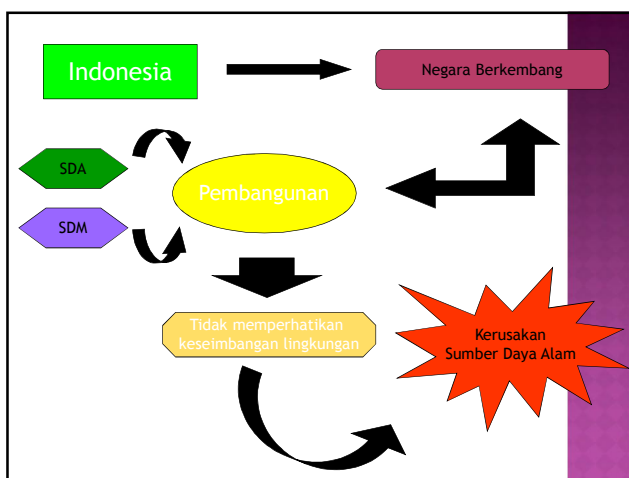 Indonesia
Negara Berkembang
SDA
Pembangunan
SDM
Tidak memperhatikan
keseimbangan lingkungan
Kerusakan
Sumber Daya Alam